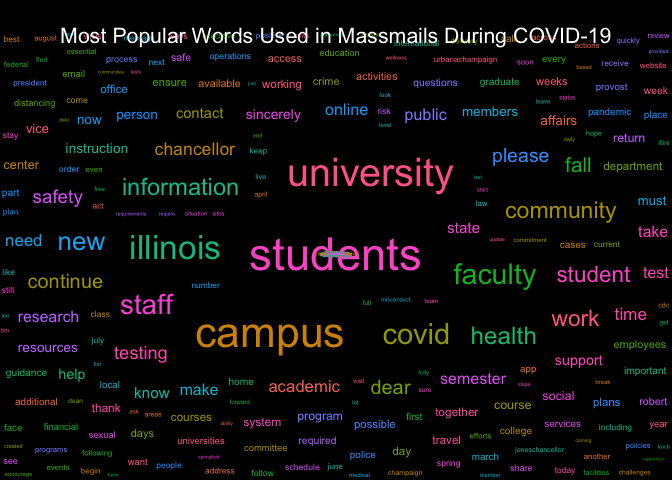 Most Popular Words Used in Massmails During COVID-19
best august essential process next safe operations access education international urbanachampaign soon every actions quickly review
federal find email communities tests ensure available just working crime wellness activities questions graduate weeks based receive provided website
president office person contact sincerely online look risk level public members leave states provost week
distancing come now pandemic place
stay date vice instruction chancellor end keep affairs daily hope return illini
center order even live university please fall department
part safety free information april last start law must
plan act requirements require situation sites community
need new illinois students state update commitment cases current take
like continue number faculty student test
still staff full misconduct team cdc
led research class campus covid health work time get
tim resources july testing employees
guidance help list local know make home academic visit dear fully sure semester app steps support break important
additional dean thank forward let social plans robert
face financial ask areas courses ability system program possible first together course services including year
sexual days universities required efforts college
created programs following springfield committee police day travel joneschancellor coming another policies koch
see events want people schedule june spring march share today facilities organizations
encourage begin address follow medical champaign member challenges